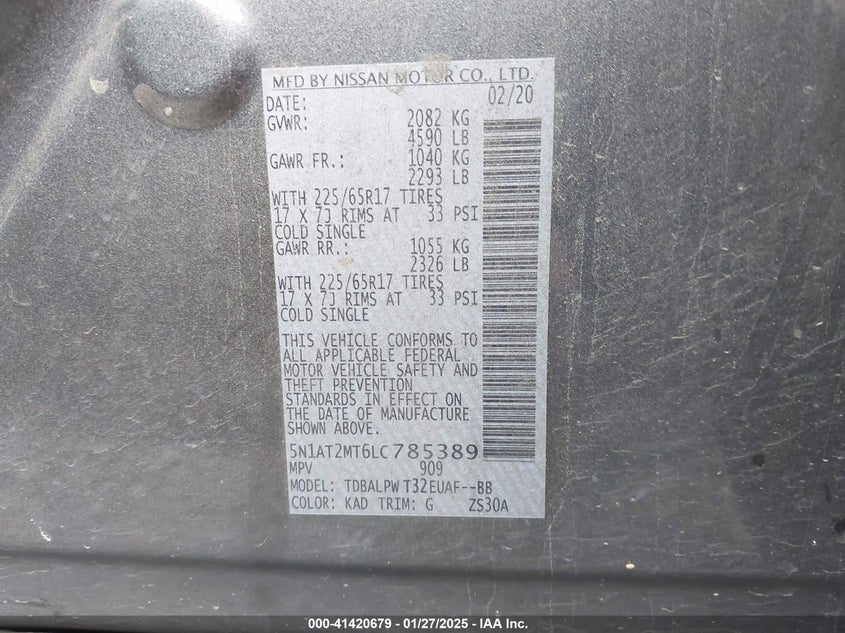 MFD BY NISSAN MOTOR CO., LTD.
DATE: 02/20
GVWR: 2082 KG
4590 LB
GAWR FR.: 1040 KG
2293 LB
WITH 225/65R17 TIRES
17 X 7J RIMS AT 33 PSI
COLD SINGLE
GAWR RR.: 1055 KG
2326 LB
WITH 225/65R17 TIRES
17 X 7J RIMS AT 33 PSI
COLD SINGLE
THIS VEHICLE CONFORMS TO
ALL APPLICABLE FEDERAL
MOTOR VEHICLE SAFETY AND
THEFT PREVENTION
STANDARDS IN EFFECT ON
THE DATE OF MANUFACTURE
SHOWN ABOVE.
5N1AT2MT6LC785389
MPV 909
MODEL: TDBALPW T32EUAF--BB
COLOR: KAD TRIM: G ZS30A
000-41420679 - 01/27/2025 - © IAA, Inc.